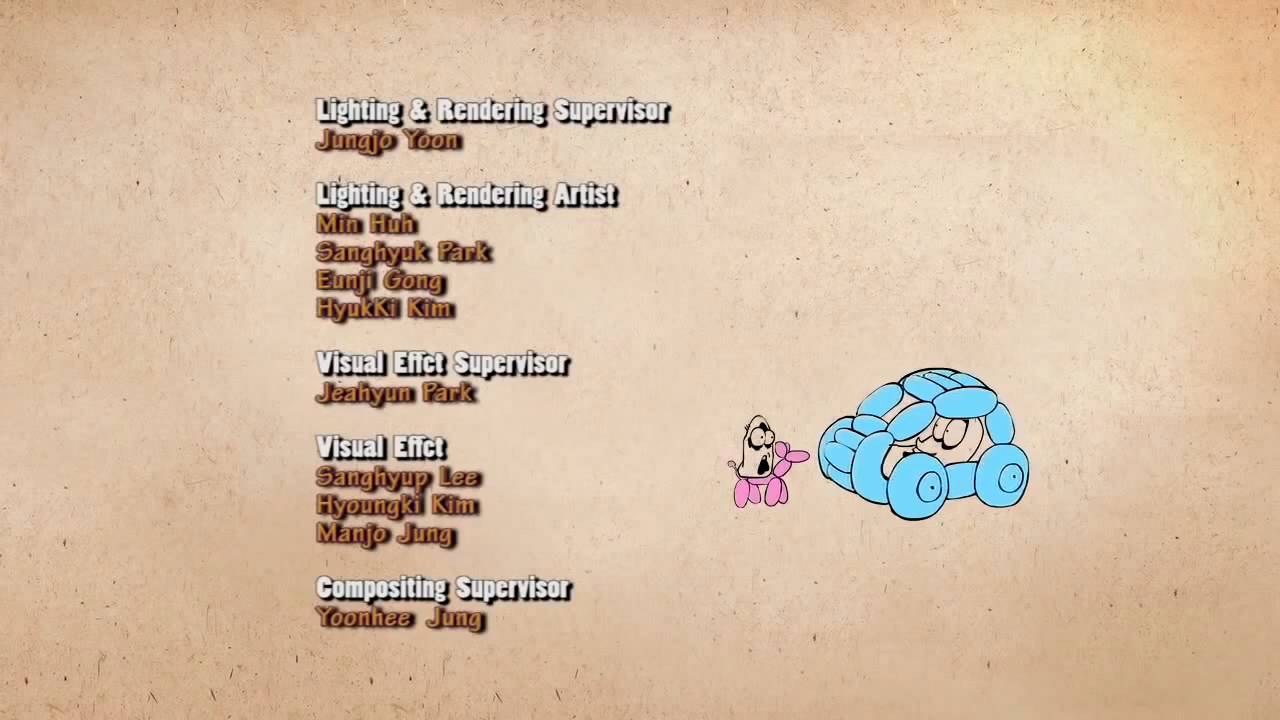 Lighting & Rendering Supervisor
Jungjo Yoon
Lighting & Rendering Artist
Min Huh
Sanghyuk Park
Eunji Gong
HyukKi Kim
Visual Effct Supervisor
Jeahyun Park
Visual Effct
Sanghyup Lee
Hyoungki Kim
Manjo Jung
Compositing Supervisor
Yoonhee Jung